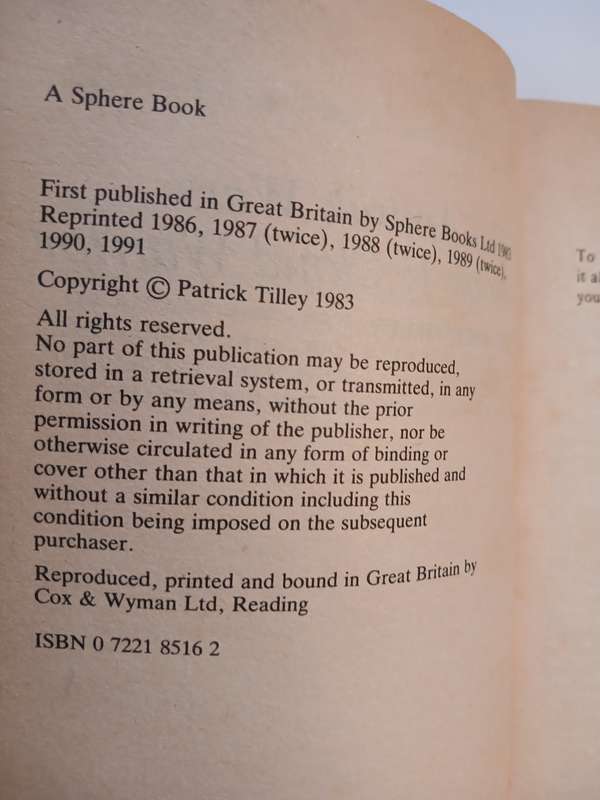 A Sphere Book
First published in Great Britain by Sphere Books Ltd
Reprinted 1986, 1987 (twice), 1988 (twice), 1989 (twice),
1990, 1991
Copyright © Patrick Tilley 1983
All rights reserved.
No part of this publication may be reproduced,
stored in a retrieval system, or transmitted, in any
form or by any means, without the prior
permission in writing of the publisher, nor be
otherwise circulated in any form of binding or
cover other than that in which it is published and
without a similar condition including this
condition being imposed on the subsequent
purchaser.
Reproduced, printed and bound in Great Britain by
Cox & Wyman Ltd, Reading
ISBN 0 7221 8516 2
To
it
you